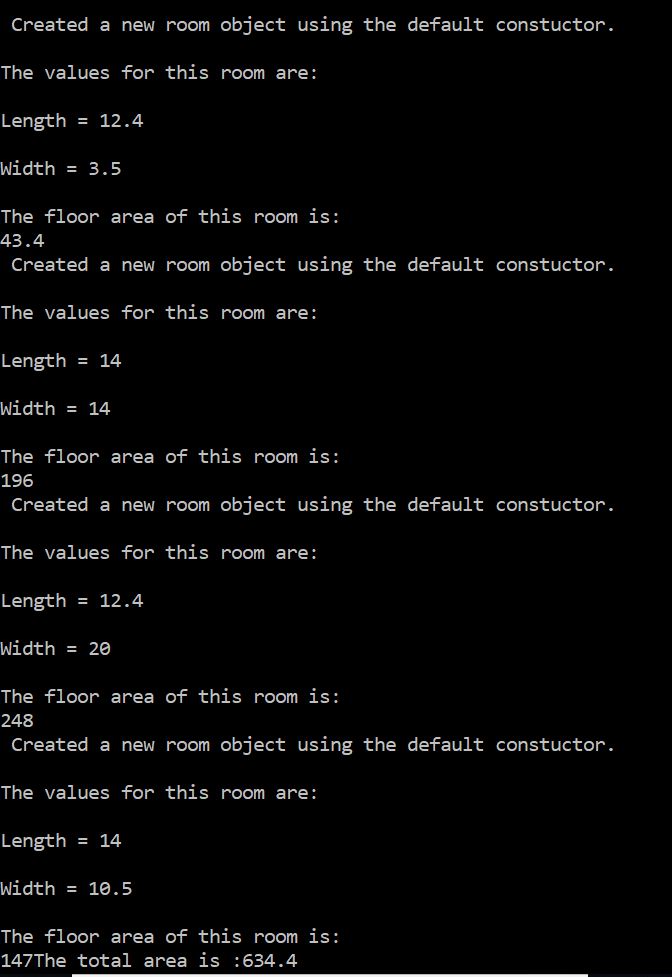 Created a new room object using the default constuctor.
The values for this room are:
Length = 12.4
Width = 3.5
The floor area of this room is:
43.4
Created a new room object using the default constuctor.
The values for this room are:
Length = 14
Width = 14
The floor area of this room is:
196
Created a new room object using the default constuctor.
The values for this room are:
Length = 12.4
Width = 20
The floor area of this room is:
248
Created a new room object using the default constuctor.
The values for this room are:
Length = 14
Width = 10.5
The floor area of this room is:
147The total area is :634.4